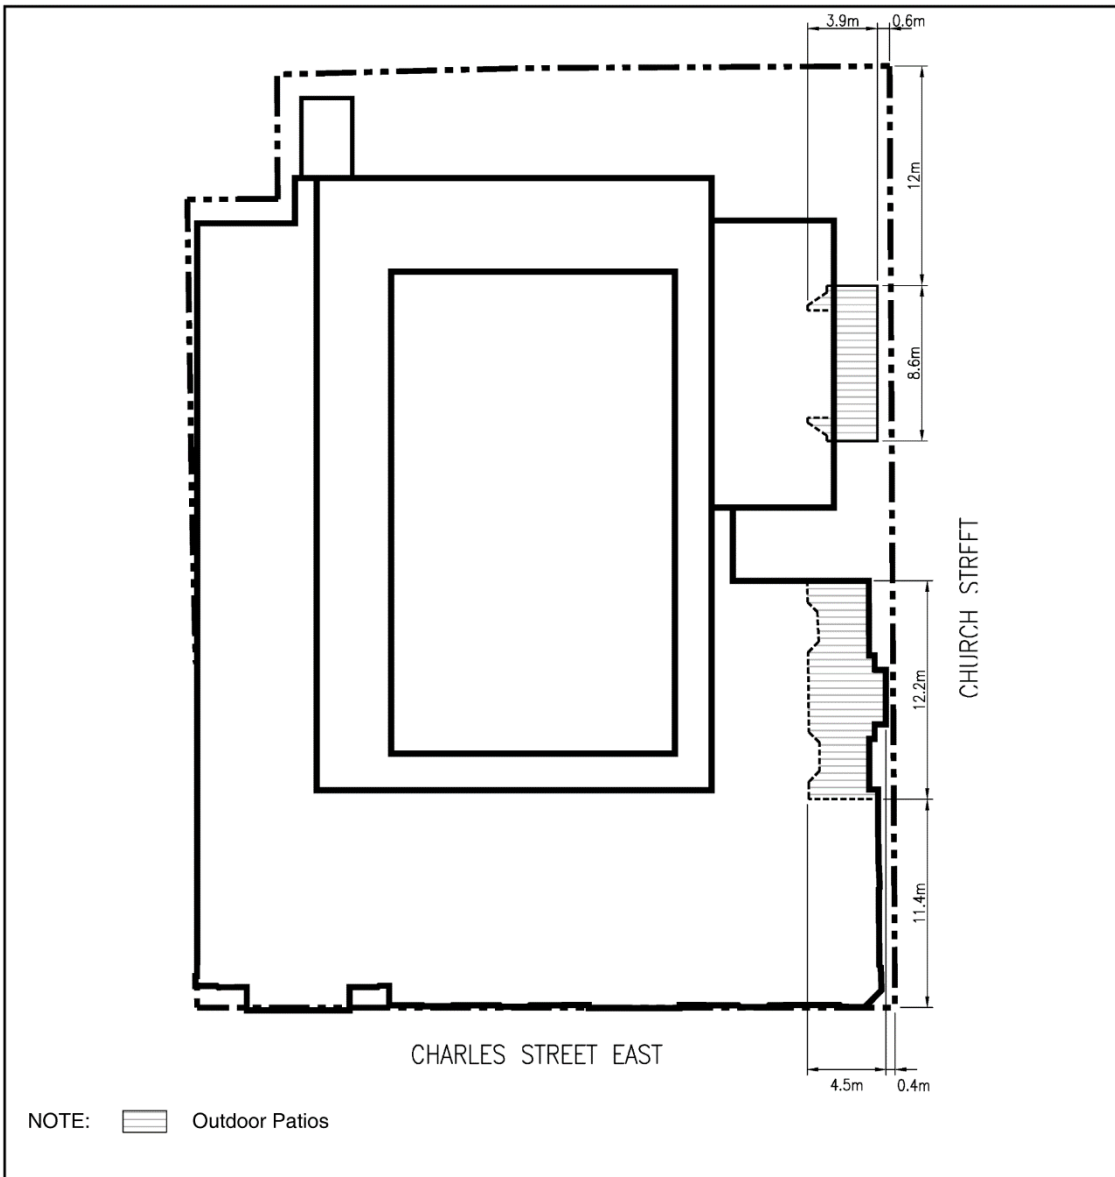 3.9m 0.6m
12m
8.6m
CHURCH STREET
12.2m
11.4m
CHARLES STREET EAST
4.5m 0.4m
NOTE: Outdoor Patios